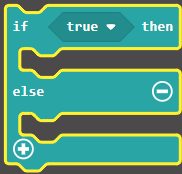 if true then
else